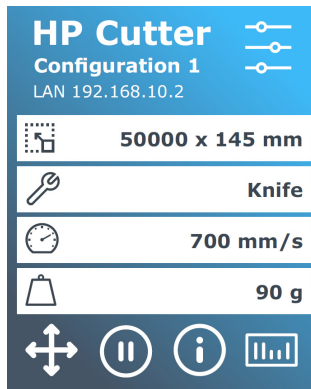 HP Cutter
Configuration 1
LAN 192.168.10.2
50000 x 145 mm
Knife
700 mm/s
90 g